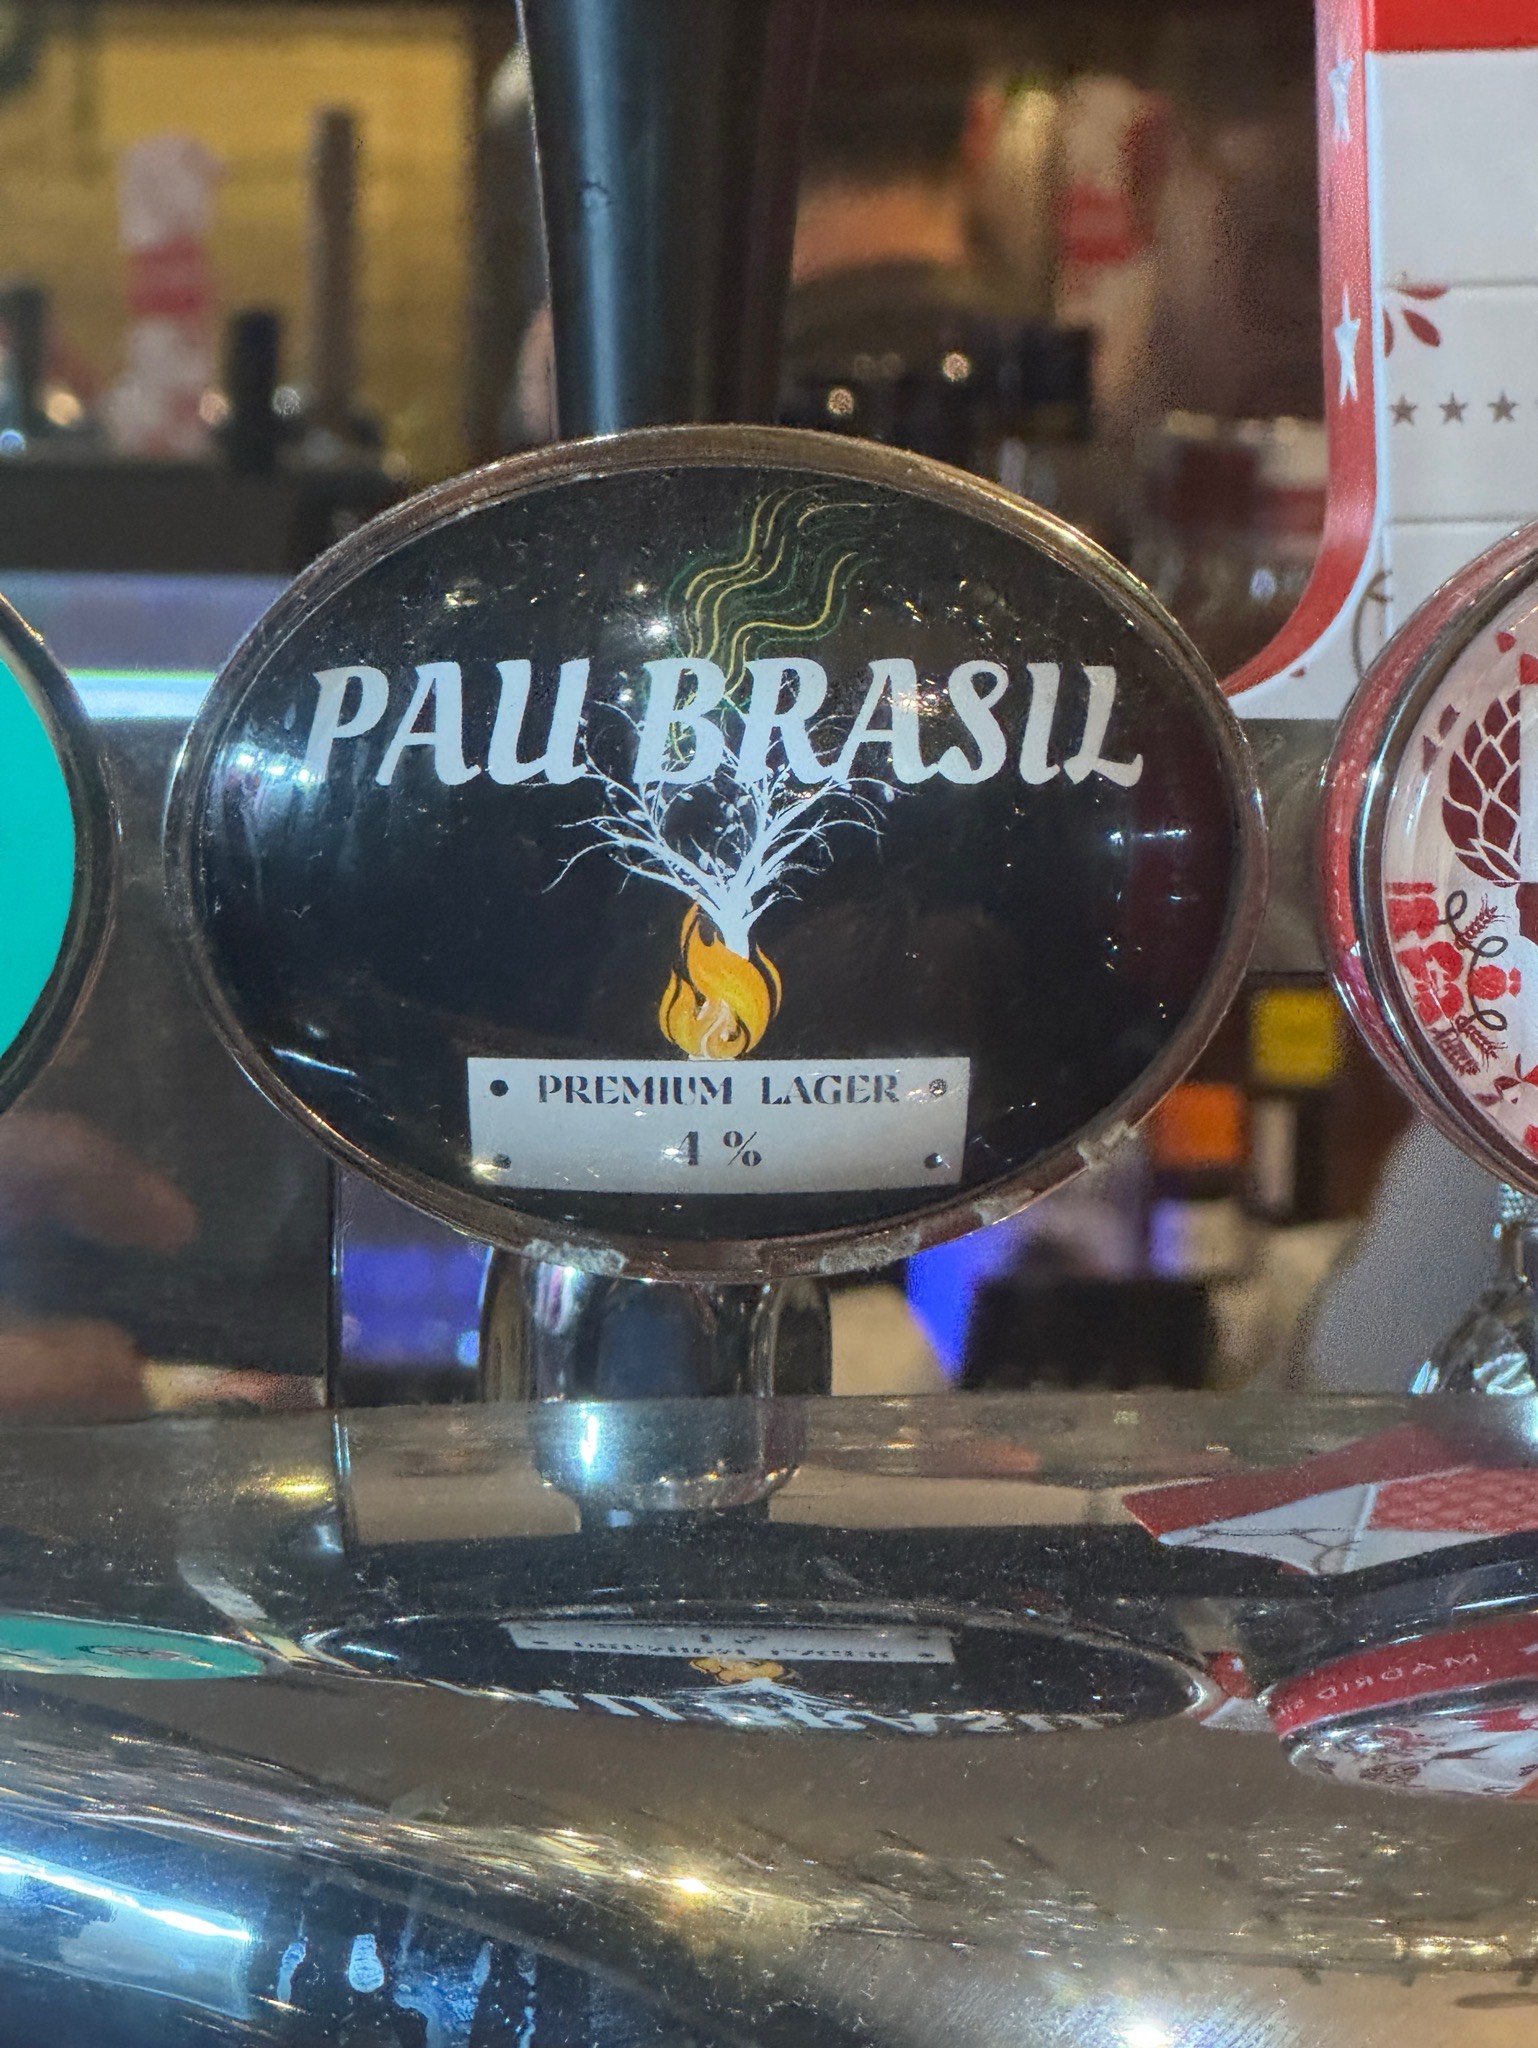 PAU BRASIL
PREMIUM LAGER
4 %